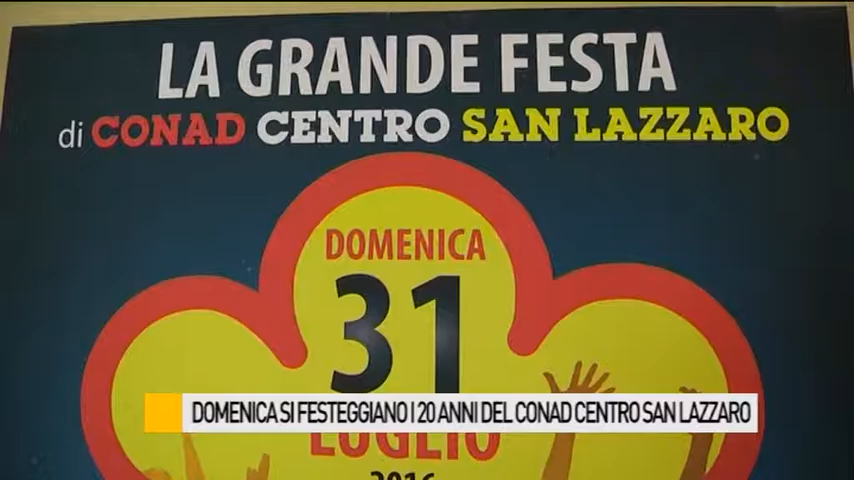 LA GRANDE FESTA
di CONAD CENTRO SAN LAZZARO
DOMENICA
31
DOMENICA SI FESTEGGIANO I 20 ANNI DEL CONAD CENTRO SAN LAZZARO
LUGLIO
2016